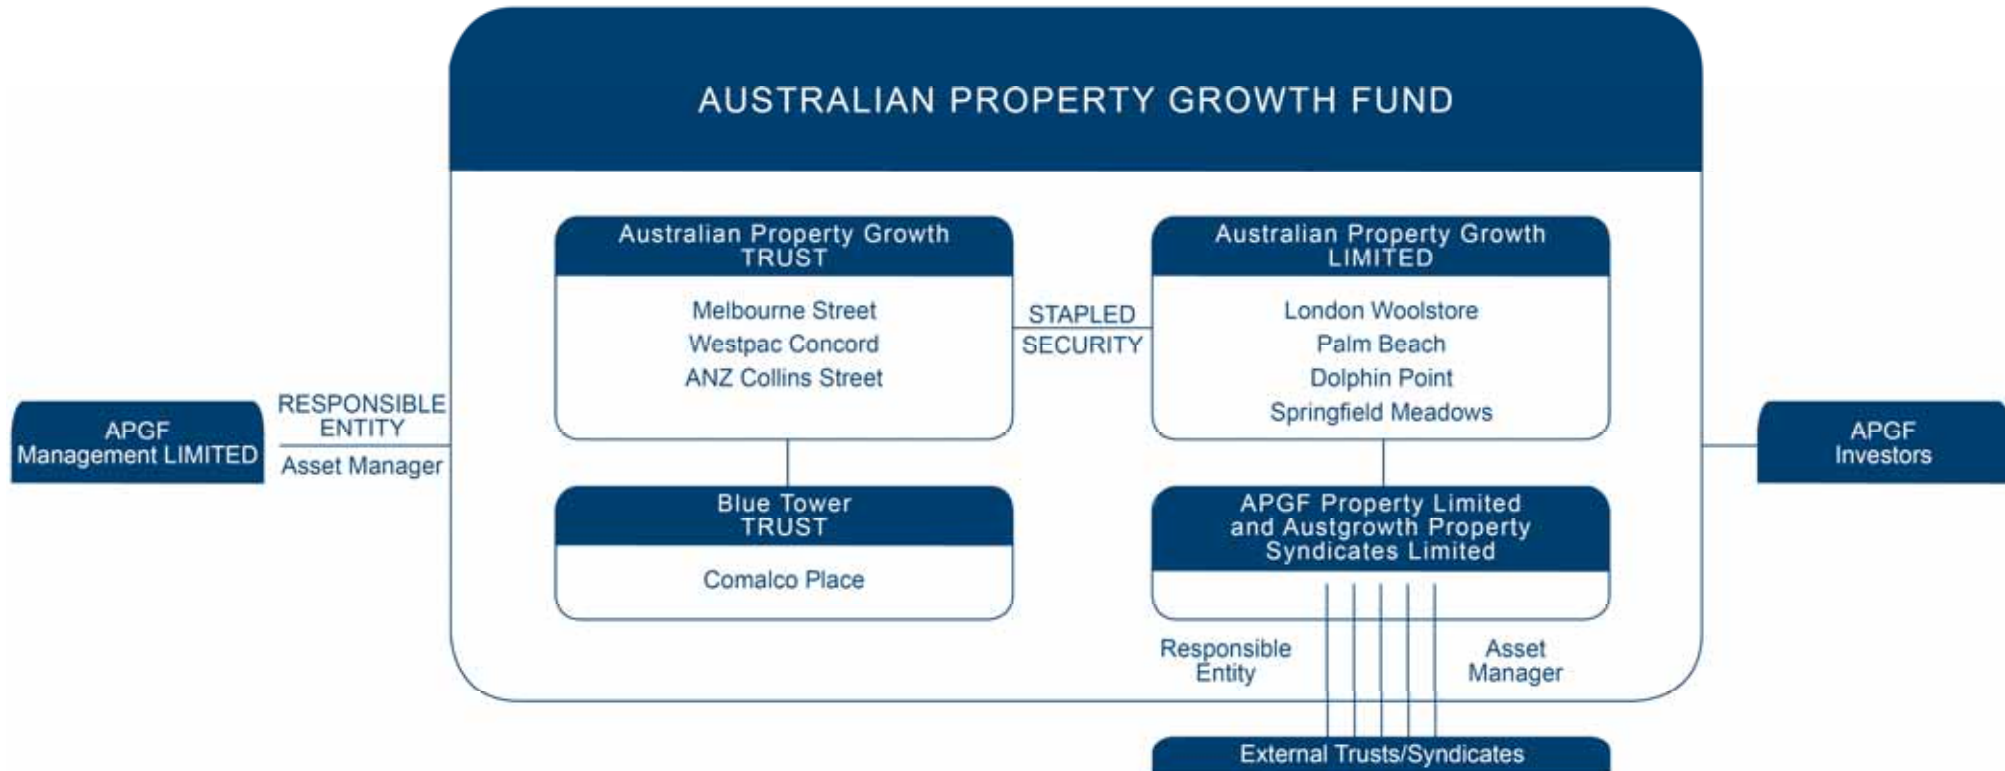 AUSTRALIAN PROPERTY GROWTH FUND
Australian Property Growth
TRUST
Melbourne Street
Westpac Concord
ANZ Collins Street
STAPLED
SECURITY
Australian Property Growth
LIMITED
London Woolstore
Palm Beach
Dolphin Point
Springfield Meadows
APGF
Management LIMITED
RESPONSIBLE
ENTITY
Asset Manager
APGF
Investors
Blue Tower
TRUST
Comalco Place
APGF Property Limited
and Austgrowth Property
Syndicates Limited
Responsible
Entity
Asset
Manager
External Trusts/Syndicates